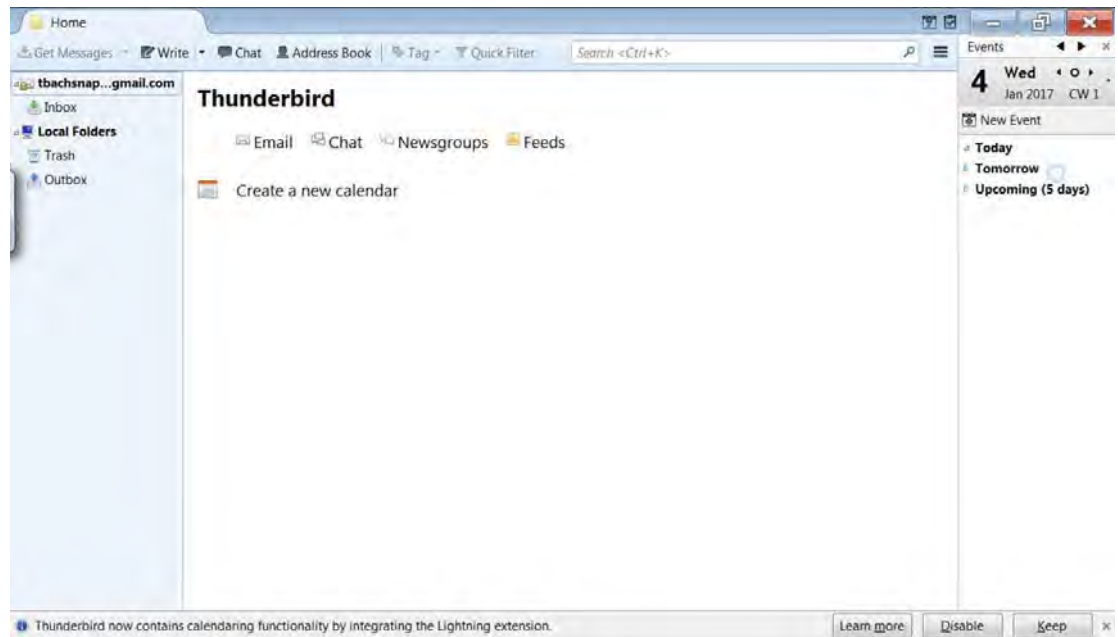 Home
Get Messages Write Chat Address Book Tag Quick Filter Search <Ctrl+K>
Events
4 Wed
Jan 2017 CW 1
New Event
Today
Tomorrow
Upcoming (5 days)
tbachsnap...gmail.com
Inbox
Local Folders
Trash
Outbox
Thunderbird
Email Chat Newsgroups Feeds
Create a new calendar
Thunderbird now contains calendaring functionality by integrating the Lightning extension. Learn more Disable Keep